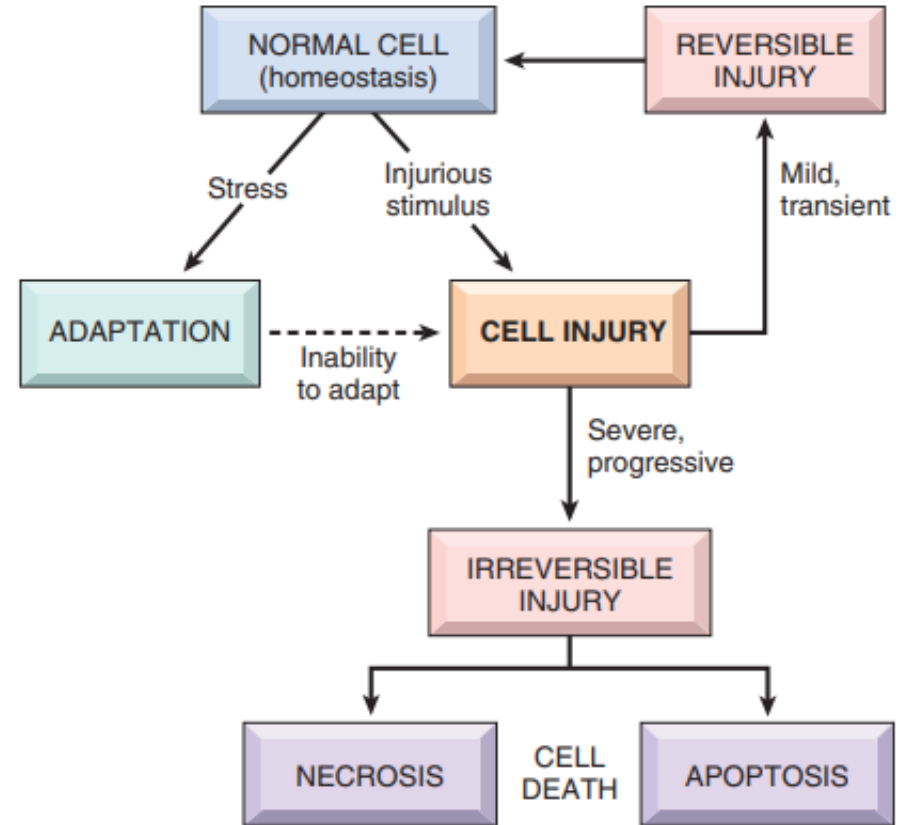 NORMAL CELL
(homeostasis)
REVERSIBLE
INJURY
Stress
Injurious
stimulus
Mild,
transient
ADAPTATION
Inability
to adapt
CELL INJURY
Severe,
progressive
IRREVERSIBLE
INJURY
NECROSIS
CELL
DEATH
APOPTOSIS